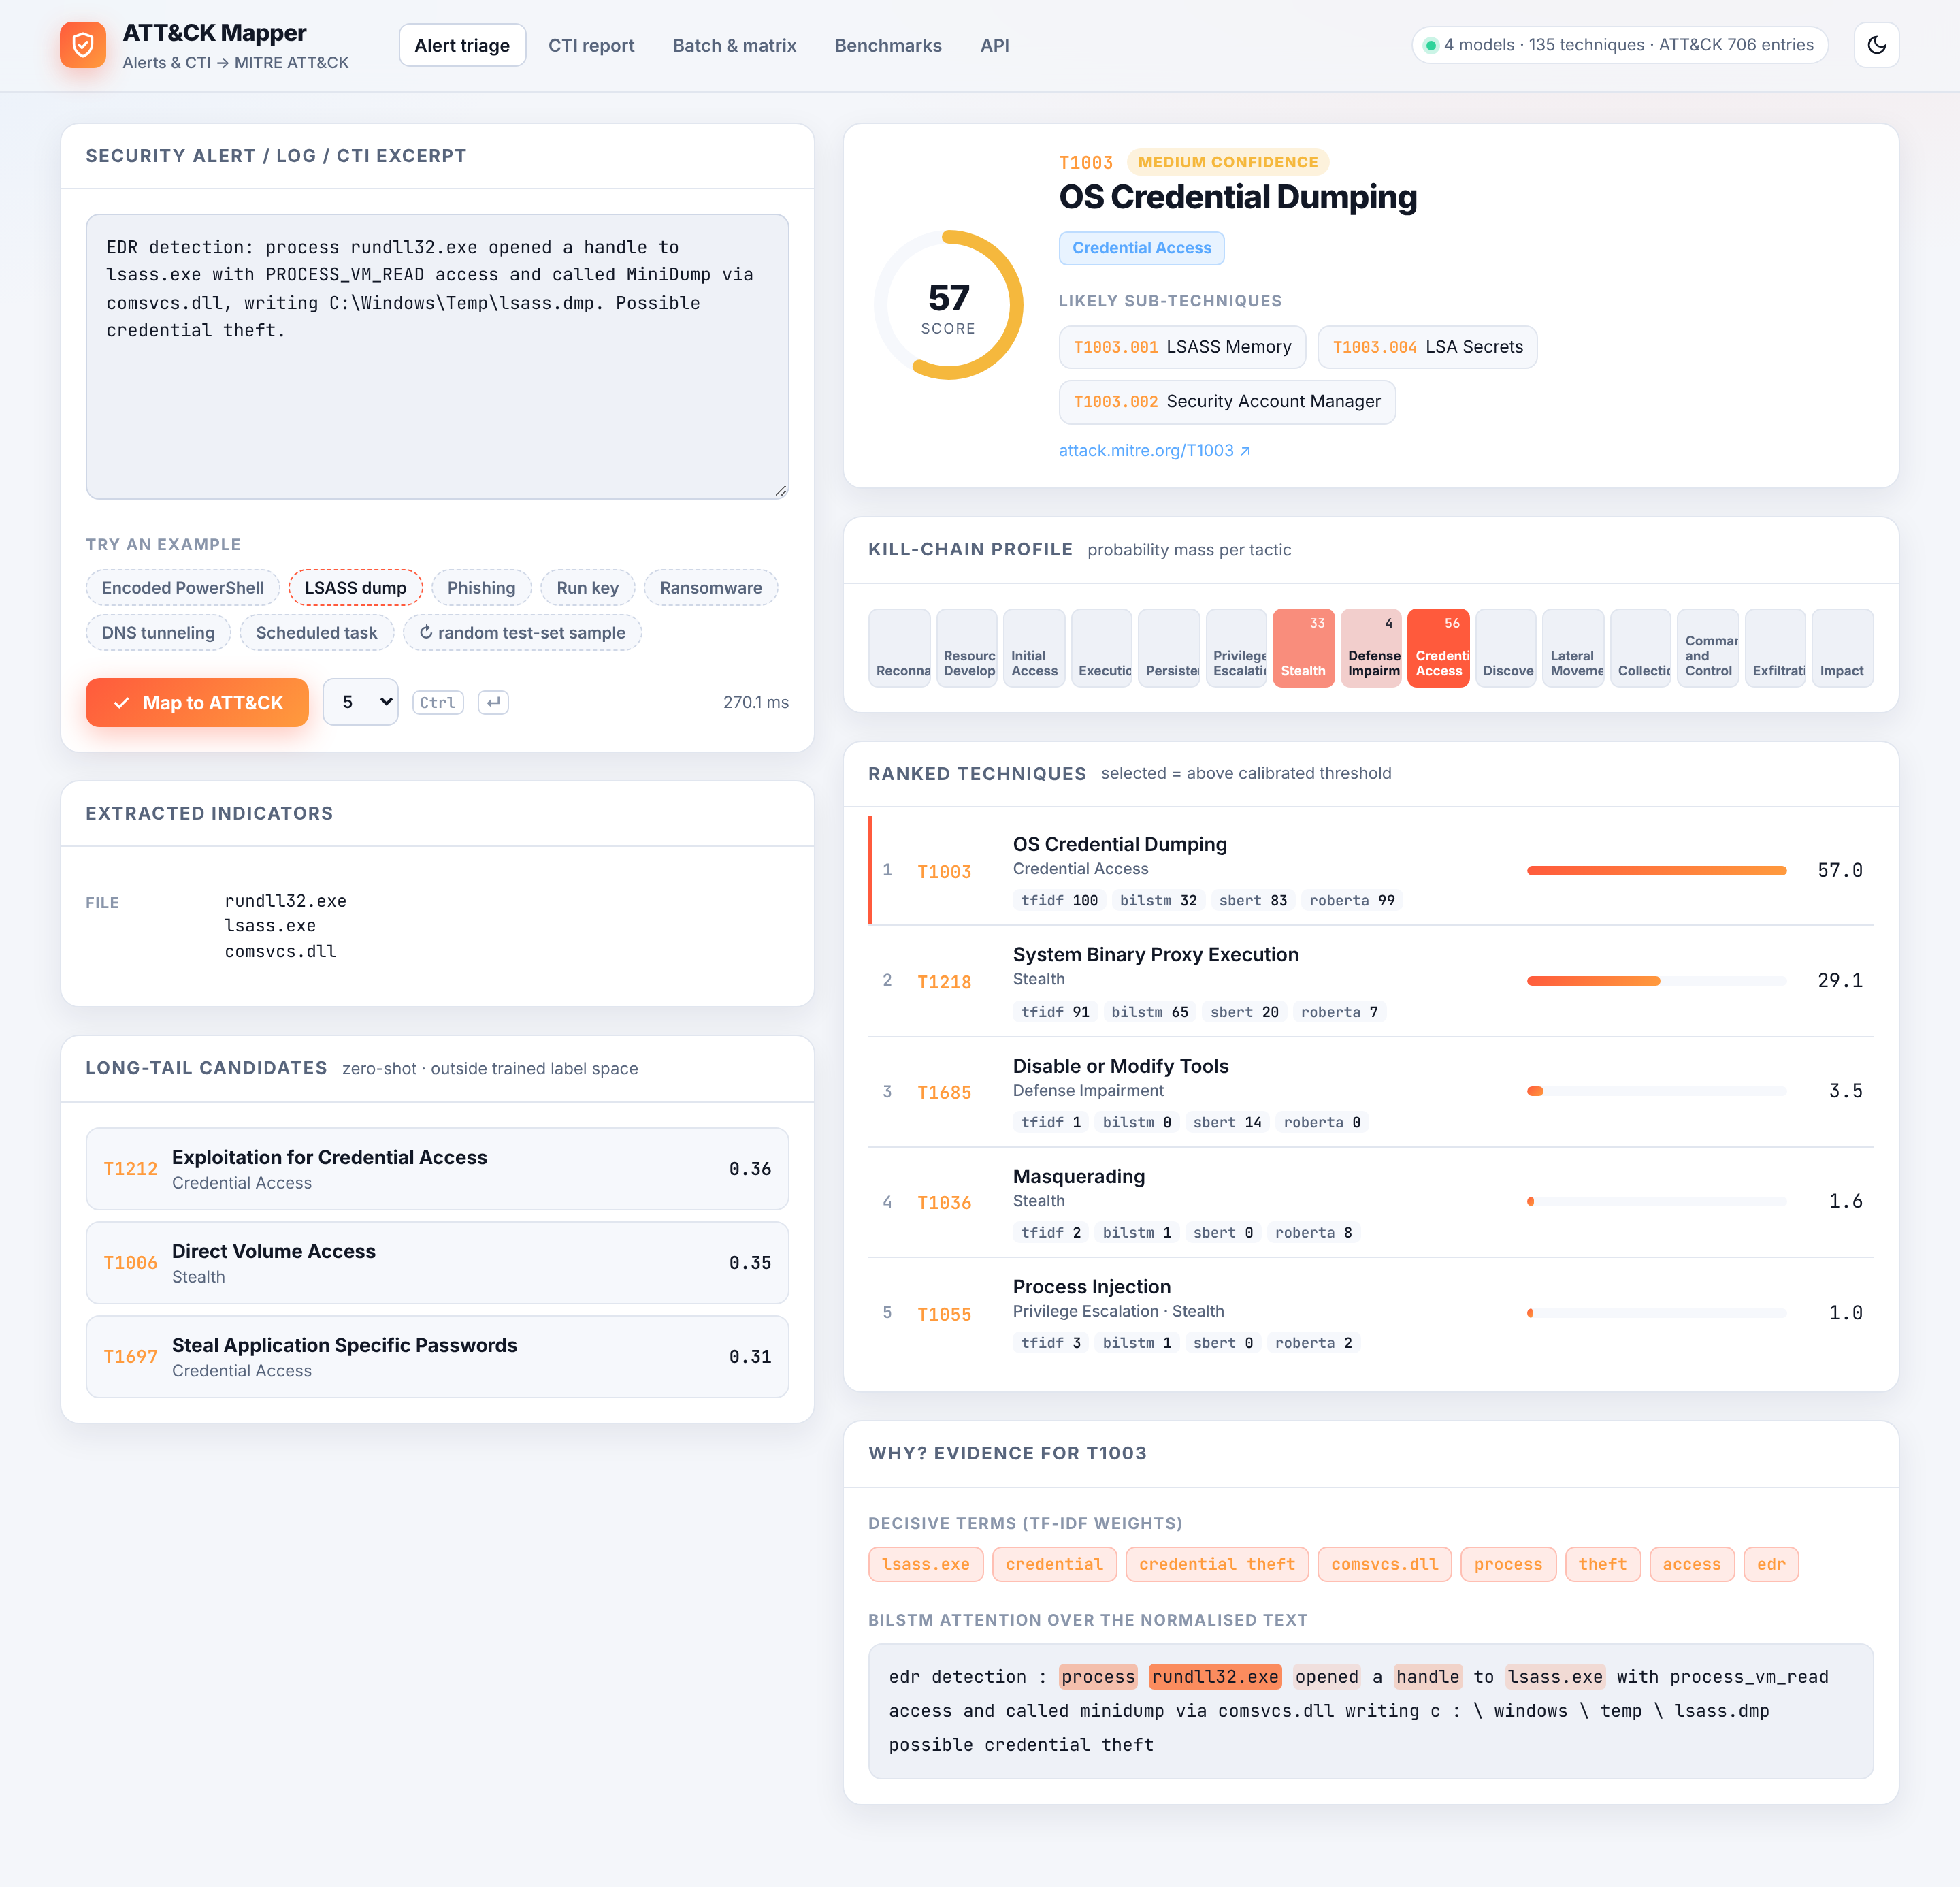 ATT&CK Mapper
Alerts & CTI → MITRE ATT&CK
Alert triage
CTI report
Batch & matrix
Benchmarks
API
4 models · 135 techniques · ATT&CK 706 entries
SECURITY ALERT / LOG / CTI EXCERPT
EDR detection: process rundll32.exe opened a handle to
lsass.exe with PROCESS_VM_READ access and called MiniDump via
comsvcs.dll, writing C:\Windows\Temp\lsass.dmp. Possible
credential theft.
TRY AN EXAMPLE
Encoded PowerShell
LSASS dump
Phishing
Run key
Ransomware
DNS tunneling
Scheduled task
↻ random test-set sample
Map to ATT&CK
5
Ctrl
↵
270.1 ms
EXTRACTED INDICATORS
FILE
rundll32.exe
lsass.exe
comsvcs.dll
LONG-TAIL CANDIDATES zero-shot · outside trained label space
T1212 Exploitation for Credential Access 0.36
Credential Access
T1006 Direct Volume Access 0.35
Stealth
T1697 Steal Application Specific Passwords 0.31
Credential Access
57
SCORE
T1003 MEDIUM CONFIDENCE
OS Credential Dumping
Credential Access
LIKELY SUB-TECHNIQUES
T1003.001 LSASS Memory
T1003.004 LSA Secrets
T1003.002 Security Account Manager
attack.mitre.org/T1003 ↗
KILL-CHAIN PROFILE probability mass per tactic
Reconna
Resourc
Develop
Initial
Access
Executic
Persiste
Privilege
Escalati
33
Stealth
4
Defense
Impairm
56
Credenti
Access
Discove
Lateral
Moveme
Collectic
Commar
and
Control
Exfiltrati
Impact
RANKED TECHNIQUES selected = above calibrated threshold
1 T1003 OS Credential Dumping 57.0
Credential Access
tfidf 100 bilstm 32 sbert 83 roberta 99
2 T1218 System Binary Proxy Execution 29.1
Stealth
tfidf 91 bilstm 65 sbert 20 roberta 7
3 T1685 Disable or Modify Tools 3.5
Defense Impairment
tfidf 1 bilstm 0 sbert 14 roberta 0
4 T1036 Masquerading 1.6
Stealth
tfidf 2 bilstm 1 sbert 0 roberta 8
5 T1055 Process Injection 1.0
Privilege Escalation · Stealth
tfidf 3 bilstm 1 sbert 0 roberta 2
WHY? EVIDENCE FOR T1003
DECISIVE TERMS (TF-IDF WEIGHTS)
lsass.exe credential credential theft comsvcs.dll process theft access edr
BILSTM ATTENTION OVER THE NORMALISED TEXT
edr detection : process rundll32.exe opened a handle to lsass.exe with process_vm_read
access and called minidump via comsvcs.dll writing c : \ windows \ temp \ lsass.dmp
possible credential theft